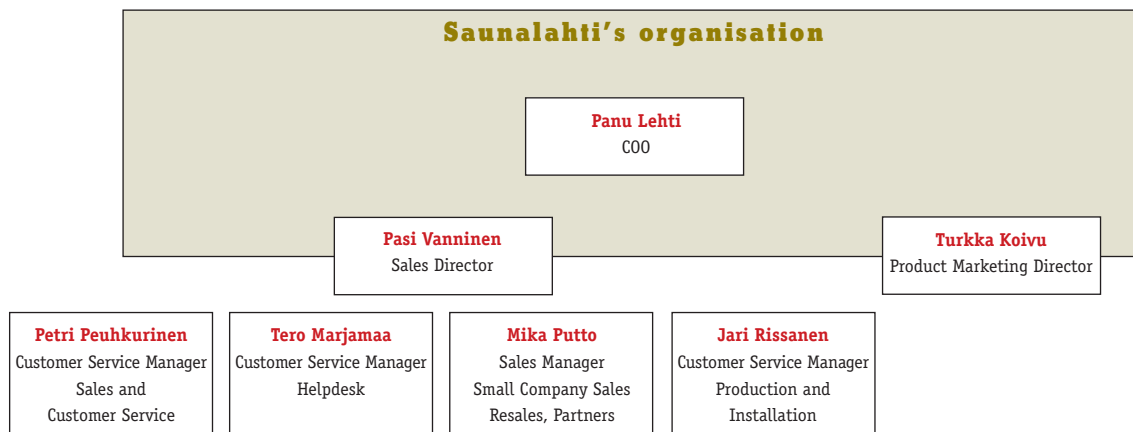 Saunalahti's organisation
Panu Lehti
COO
Pasi Vanninen
Sales Director
Turkka Koivu
Product Marketing Director
Petri Peuhkurinen
Customer Service Manager
Sales and
Customer Service
Tero Marjamaa
Customer Service Manager
Helpdesk
Mika Putto
Sales Manager
Small Company Sales
Resales, Partners
Jari Rissanen
Customer Service Manager
Production and
Installation